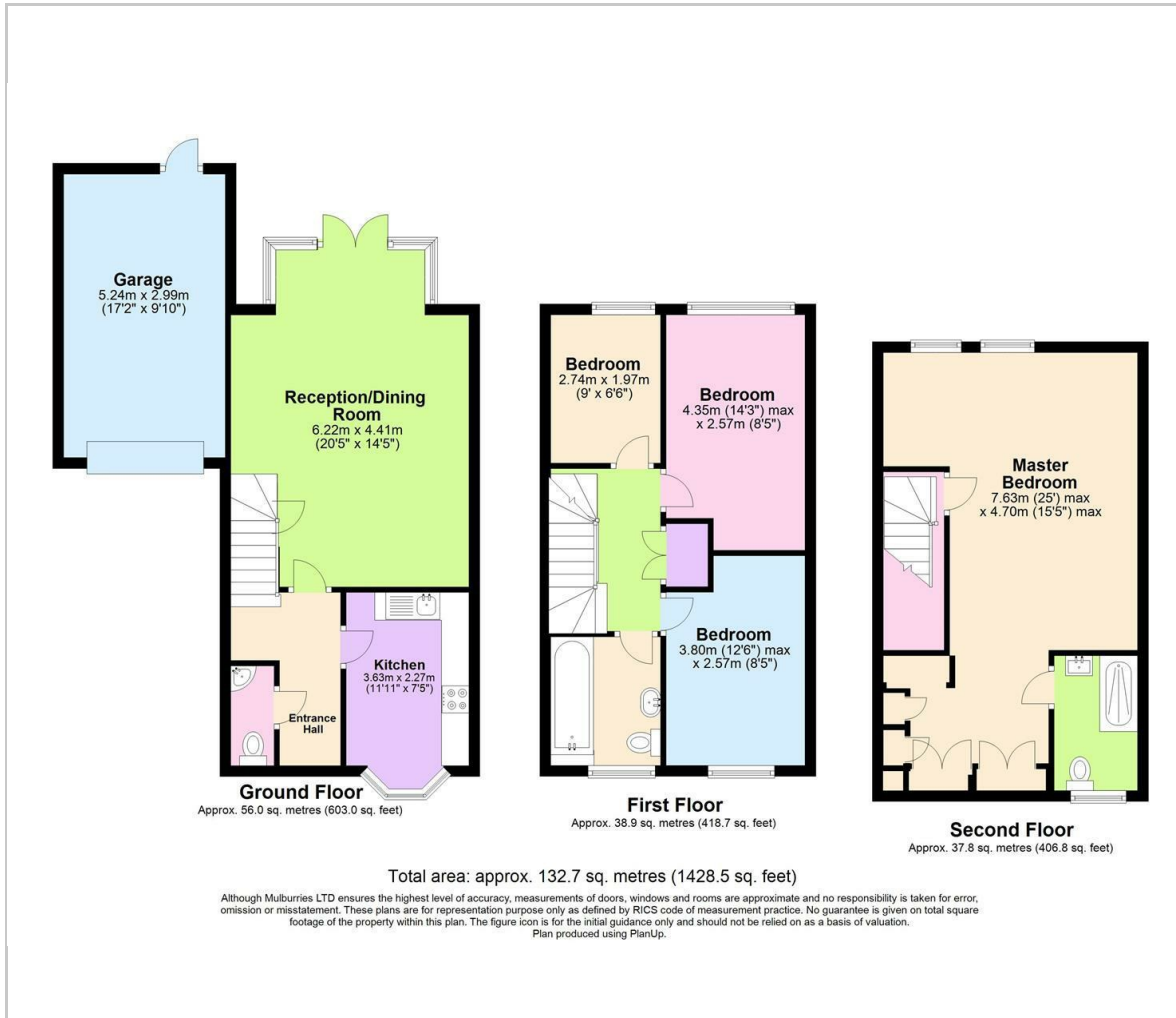 Garage
5.24m x 2.99m
(17'2" x 9'10")
Reception/Dining
Room
6.22m x 4.41m
(20'5" x 14'5")
Kitchen
3.63m x 2.27m
(11'11" x 7'5")
Entrance
Hall
Ground Floor
Approx. 56.0 sq. metres (603.0 sq. feet)
Bedroom
2.74m x 1.97m
(9' x 6'6")
Bedroom
4.35m (14'3") max
x 2.57m (8'5")
Bedroom
3.80m (12'6") max
x 2.57m (8'5")
First Floor
Approx. 38.9 sq. metres (418.7 sq. feet)
Master
Bedroom
7.63m (25') max
x 4.70m (15'5") max
Second Floor
Approx. 37.8 sq. metres (406.8 sq. feet)
Total area: approx. 132.7 sq. metres (1428.5 sq. feet)
Although Mulburries LTD ensures the highest level of accuracy, measurements of doors, windows and rooms are approximate and no responsibility is taken for error,
omission or misstatement. These plans are for representation purpose only as defined by RICS code of measurement practice. No guarantee is given on total square
footage of the property within this plan. The figure icon is for the initial guidance only and should not be relied on as a basis of valuation.
Plan produced using PlanUp.